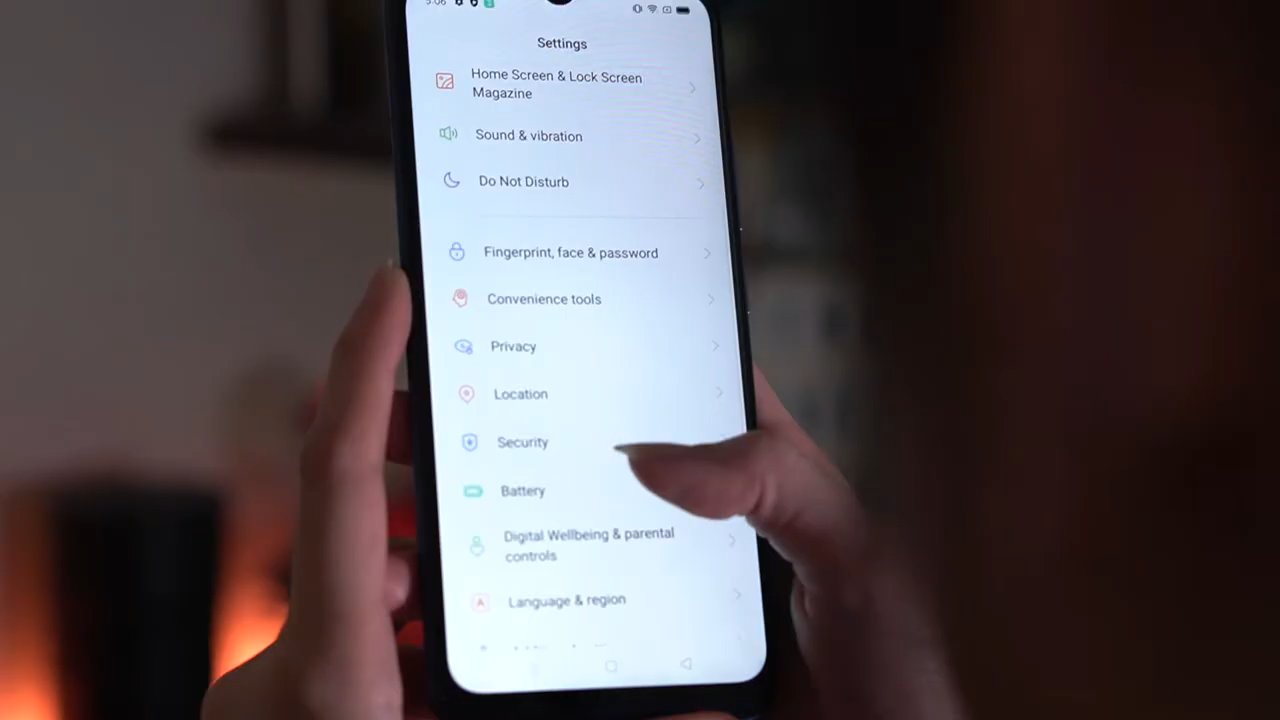 Settings
Home Screen & Lock Screen
Magazine
Sound & vibration
Do Not Disturb
Fingerprint, face & password
Convenience tools
Privacy
Location
Security
Battery
Digital Wellbeing & parental
controls
A Language & region